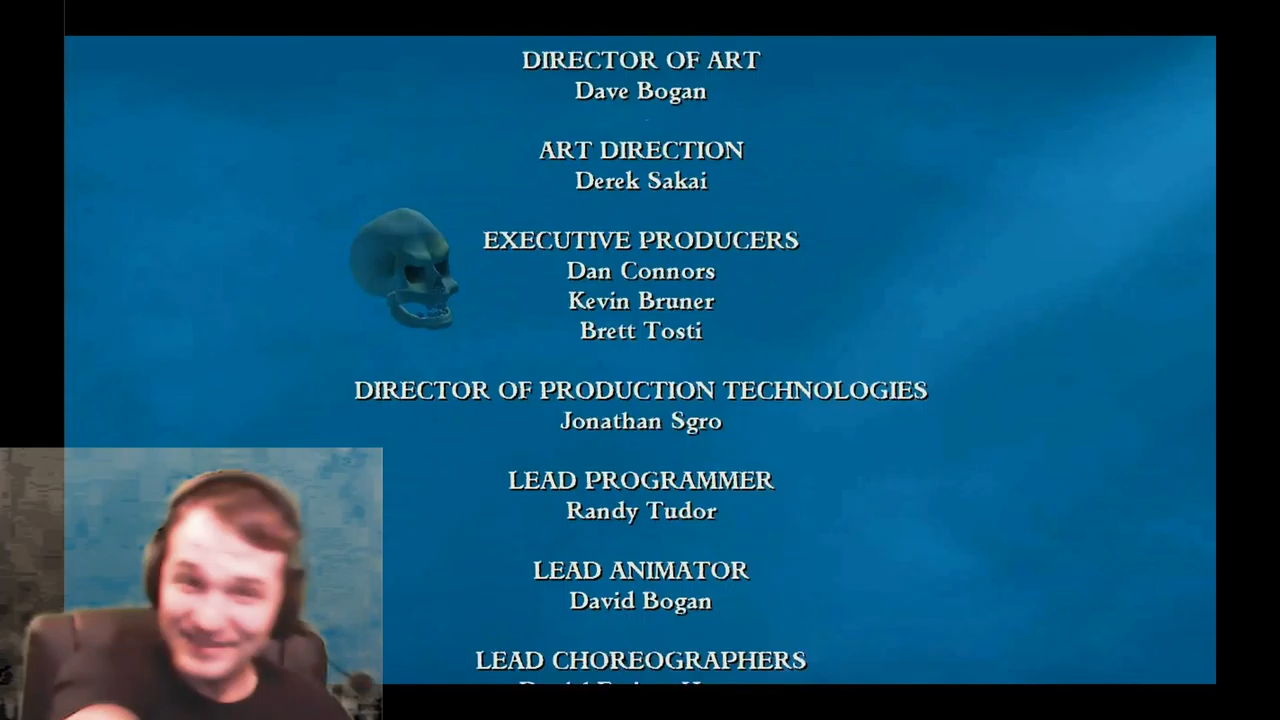 DIRECTOR OF ART
Dave Bogan
ART DIRECTION
Derek Sakai
EXECUTIVE PRODUCERS
Dan Connors
Kevin Bruner
Brett Tosti
DIRECTOR OF PRODUCTION TECHNOLOGIES
Jonathan Sgro
LEAD PROGRAMMER
Randy Tudor
LEAD ANIMATOR
David Bogan
LEAD CHOREOGRAPHERS